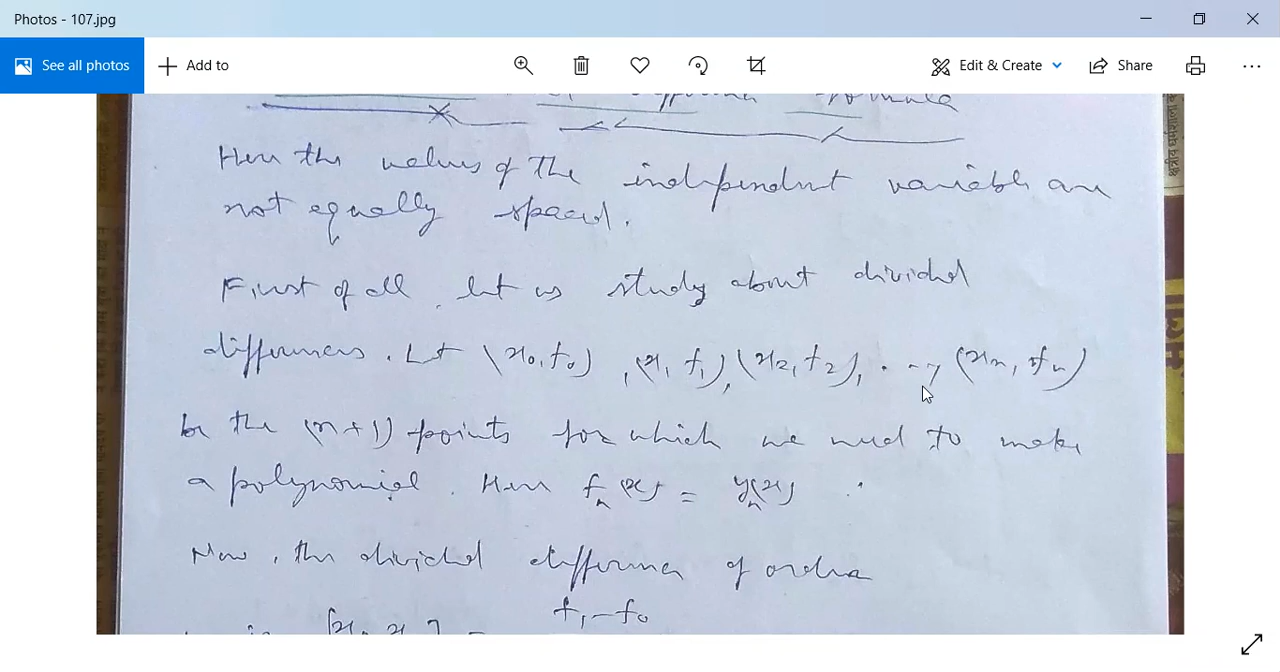 Photos - 107.jpg
See all photos
Add to
Edit & Create
Share
formula
Here the values of the independent variable are
not equally spaced.
First of all, let us study about divided
differences. Let (x₀, f₀), (x₁, f₁), (x₂, f₂), . . , (xₙ, fₙ)
be the (n+1) points for which we need to make
a polynomial. Here fₙ(x) = yₙ(x)
Now, the divided difference of order
f₁-f₀